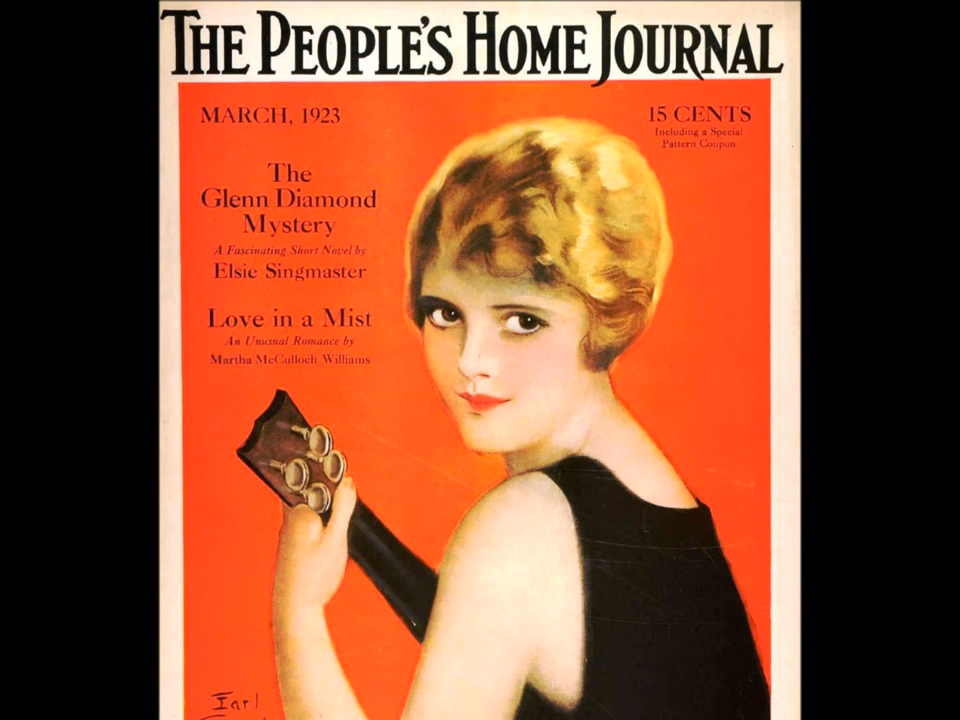 THE PEOPLE'S HOME JOURNAL
MARCH, 1923
15 CENTS
Including a Special
Pattern Coupon
The
Glenn Diamond
Mystery
A Fascinating Short Novel by
Elsie Singmaster
Love in a Mist
An Unusual Romance by
Martha McCulloch Williams
Earl